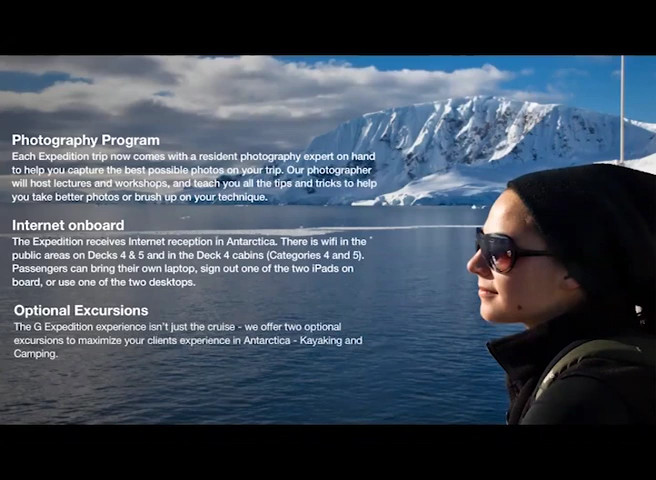 Photography Program
Each Expedition trip now comes with a resident photography expert on hand
to help you capture the best possible photos on your trip. Our photographer
will host lectures and workshops, and teach you all the tips and tricks to help
you take better photos or brush up on your technique.
Internet onboard
The Expedition receives Internet reception in Antarctica. There is wifi in the
public areas on Decks 4 & 5 and in the Deck 4 cabins (Categories 4 and 5).
Passengers can bring their own laptop, sign out one of the two iPads on
board, or use one of the two desktops.
Optional Excursions
The G Expedition experience isn't just the cruise - we offer two optional
excursions to maximize your clients experience in Antarctica - Kayaking and
Camping.